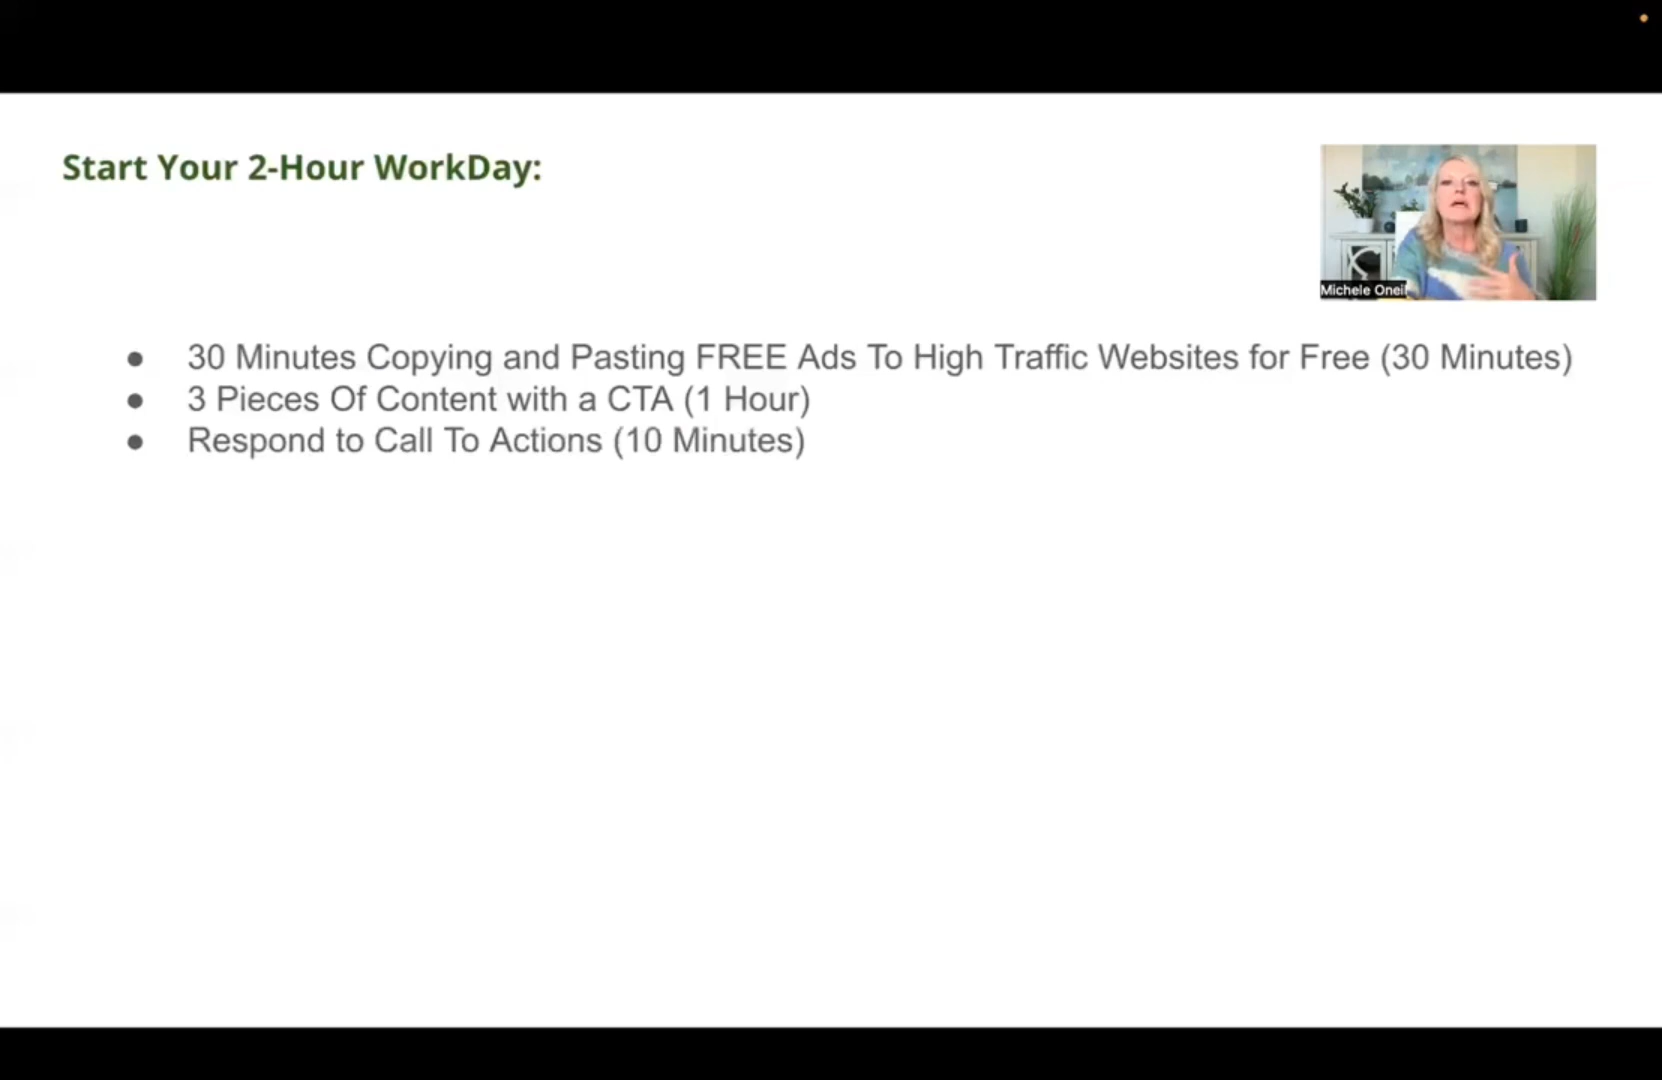 Start Your 2-Hour WorkDay:
Michele Oneil
● 30 Minutes Copying and Pasting FREE Ads To High Traffic Websites for Free (30 Minutes)
● 3 Pieces Of Content with a CTA (1 Hour)
● Respond to Call To Actions (10 Minutes)